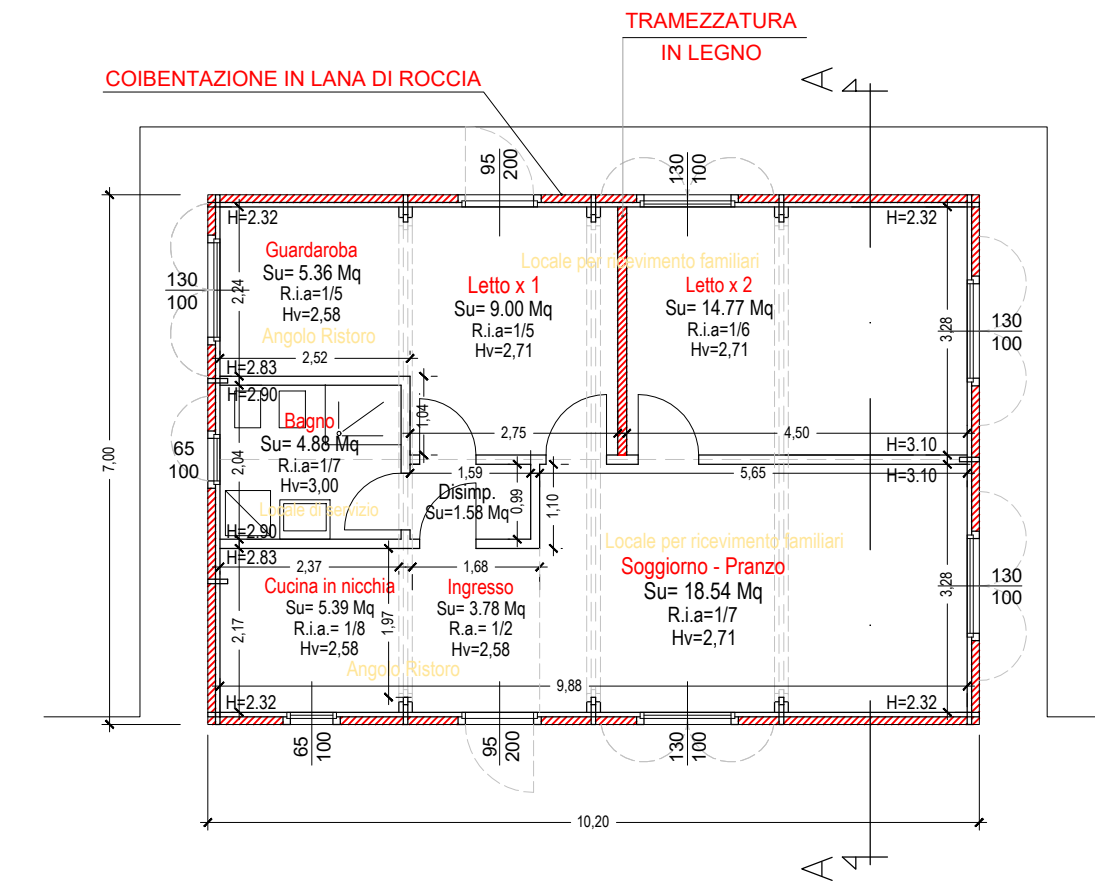 TRAMEZZATURA
IN LEGNO
COIBENTAZIONE IN LANA DI ROCCIA
A
1
95
200
130
100
H=2.32
H=2.32
Guardaroba
Su= 5.36 Mq
R.i.a=1/5
Hv=2,58
Angolo Ristoro
130
100
2,24
2,52
Locale per ricevimento familiari
Letto x 1
Su= 9.00 Mq
R.i.a=1/5
Hv=2,71
Letto x 2
Su= 14.77 Mq
R.i.a=1/6
Hv=2,71
3,28
130
100
H=2.83
H=2.90
7,00
65
100
2,04
Bagno
Su= 4.88 Mq
R.i.a=1/7
Hv=3,00
Locale di servizio
1,04
2,75
4,50
H=3.10
H=3.10
1,59
5,65
Disimp.
Su=1.58 Mq
0,99
1,10
H=2.90
H=2.83
2,37
1,68
Locale per ricevimento familiari
Cucina in nicchia
Su= 5.39 Mq
R.i.a.= 1/8
Hv=2,58
2,17
1,97
Ingresso
Su= 3.78 Mq
R.a.= 1/2
Hv=2,58
Angolo Ristoro
Soggiorno - Pranzo
Su= 18.54 Mq
R.i.a=1/7
Hv=2,71
3,28
130
100
9,88
H=2.32
H=2.32
65
100
95
200
130
100
10,20
A
1